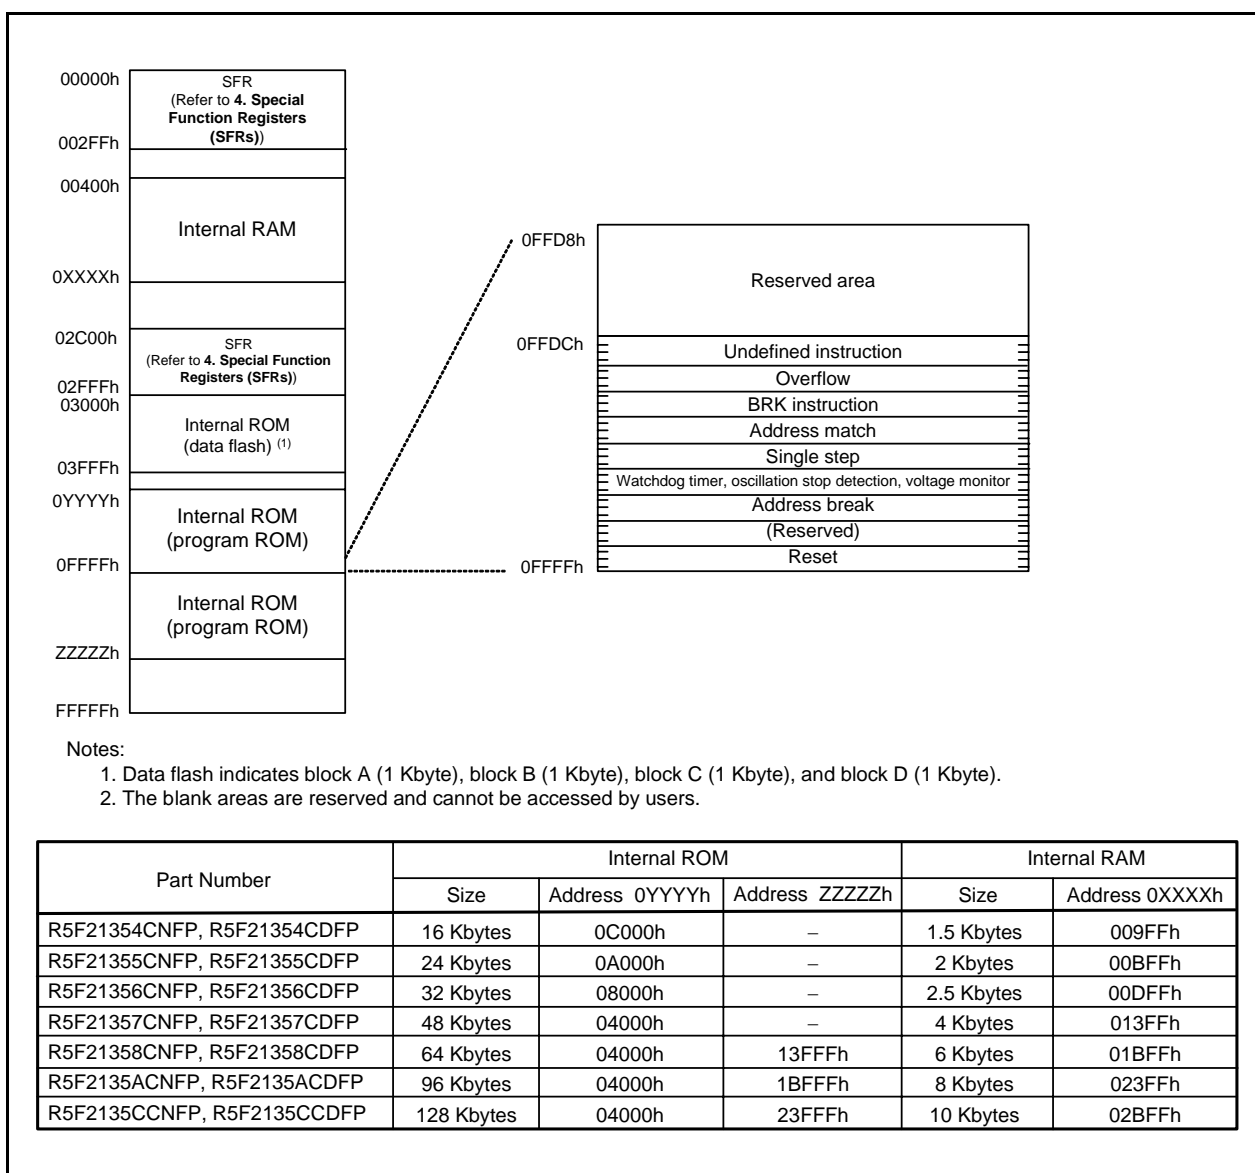 00000h
SFR
(Refer to 4. Special
Function Registers
(SFRs))
002FFh
00400h
Internal RAM
0XXXXh
02C00h
SFR
(Refer to 4. Special Function
Registers (SFRs))
02FFFh
03000h
Internal ROM
(data flash) (1)
03FFFh
0YYYYh
Internal ROM
(program ROM)
0FFFFh
Internal ROM
(program ROM)
ZZZZZh
FFFFFh
0FFD8h
Reserved area
0FFDCh
Undefined instruction
Overflow
BRK instruction
Address match
Single step
Watchdog timer, oscillation stop detection, voltage monitor
Address break
(Reserved)
Reset
0FFFFh
Notes:
1. Data flash indicates block A (1 Kbyte), block B (1 Kbyte), block C (1 Kbyte), and block D (1 Kbyte).
2. The blank areas are reserved and cannot be accessed by users.
Part Number Internal ROM Internal RAM
Size Address 0YYYYh Address ZZZZZh Size Address 0XXXXh
R5F21354CNFP, R5F21354CDFP 16 Kbytes 0C000h – 1.5 Kbytes 009FFh
R5F21355CNFP, R5F21355CDFP 24 Kbytes 0A000h – 2 Kbytes 00BFFh
R5F21356CNFP, R5F21356CDFP 32 Kbytes 08000h – 2.5 Kbytes 00DFFh
R5F21357CNFP, R5F21357CDFP 48 Kbytes 04000h – 4 Kbytes 013FFh
R5F21358CNFP, R5F21358CDFP 64 Kbytes 04000h 13FFFh 6 Kbytes 01BFFh
R5F2135ACNFP, R5F2135ACDFP 96 Kbytes 04000h 1BFFFh 8 Kbytes 023FFh
R5F2135CCNFP, R5F2135CCDFP 128 Kbytes 04000h 23FFFh 10 Kbytes 02BFFh